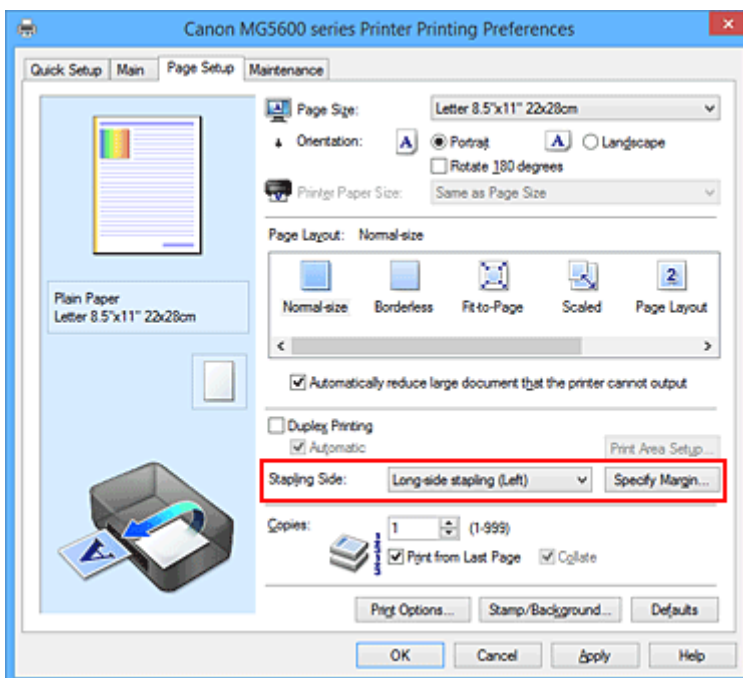 Canon MG5600 series Printer Printing Preferences
Quick Setup Main Page Setup Maintenance
Page Size: Letter 8.5"x11" 22x28cm
Orientation: A Portrait A Landscape
Rotate 180 degrees
Printer Paper Size: Same as Page Size
Page Layout: Normal-size
2
Normal-size Borderless Fit-to-Page Scaled Page Layout
Plain Paper
Letter 8.5"x11" 22x28cm
Automatically reduce large document that the printer cannot output
Duplex Printing
Automatic Print Area Setup...
Stapling Side: Long-side stapling (Left) Specify Margin...
Copies: 1 (1-999)
Print from Last Page Collate
A
Print Options... Stamp/Background... Defaults
OK Cancel Apply Help